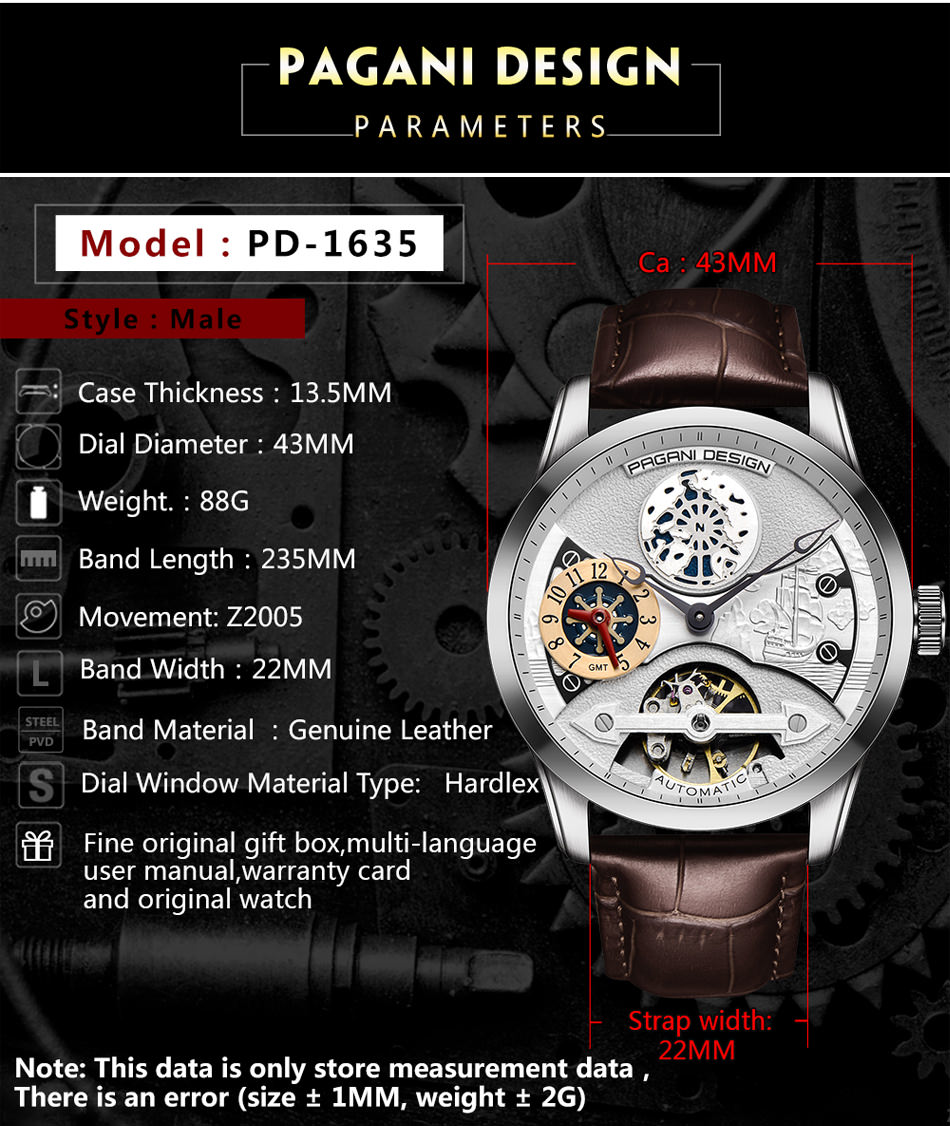 PAGANI DESIGN
PARAMETERS
Model : PD-1635
Ca : 43MM
Style : Male
Case Thickness : 13.5MM
Dial Diameter : 43MM
Weight. : 88G
Band Length : 235MM
Movement: Z2005
L
Band Width : 22MM
STEEL
PVD
Band Material : Genuine Leather
S
Dial Window Material Type: Hardlex
Fine original gift box,multi-language
user manual,warranty card
and original watch
PAGANI DESIGN
N
11 12 1
10
9 3
8
7 5
GMT
AUTOMATIC
Strap width:
22MM
Note: This data is only store measurement data ,
There is an error (size ± 1MM, weight ± 2G)